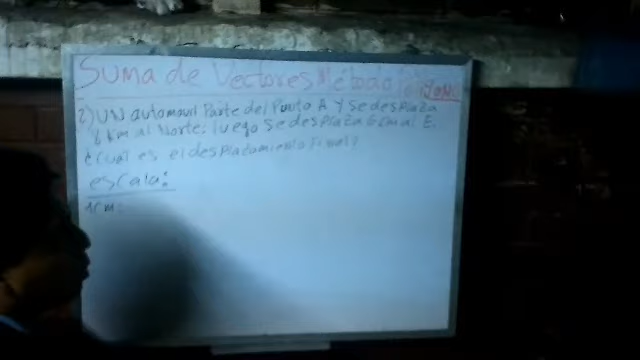 Suma de Vectores Método
2) UN automovil Parte del Punto A y se desplaza
8 Km al Norte; luego se desplaza 6 Km al E.
¿Cuál es el desplazamiento Final?
escala:
1cm: